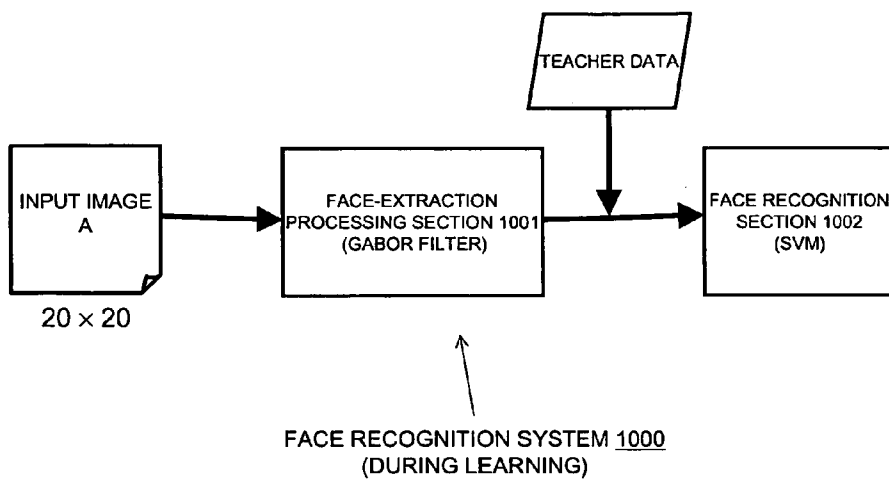 TEACHER DATA
INPUT IMAGE
A
20 × 20
FACE-EXTRACTION
PROCESSING SECTION 1001
(GABOR FILTER)
FACE RECOGNITION
SECTION 1002
(SVM)
FACE RECOGNITION SYSTEM 1000
(DURING LEARNING)